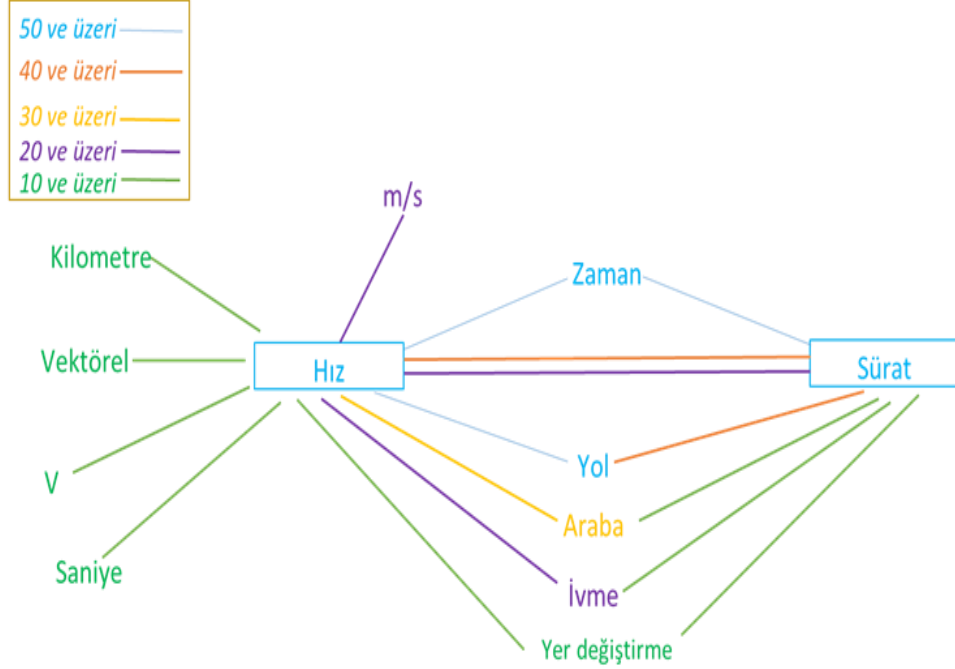 50 ve üzeri
40 ve üzeri
30 ve üzeri
20 ve üzeri
10 ve üzeri
m/s
Kilometre
Zaman
Vektörel
Hız
Sürat
Yol
V
Araba
Saniye
İvme
Yer değiştirme